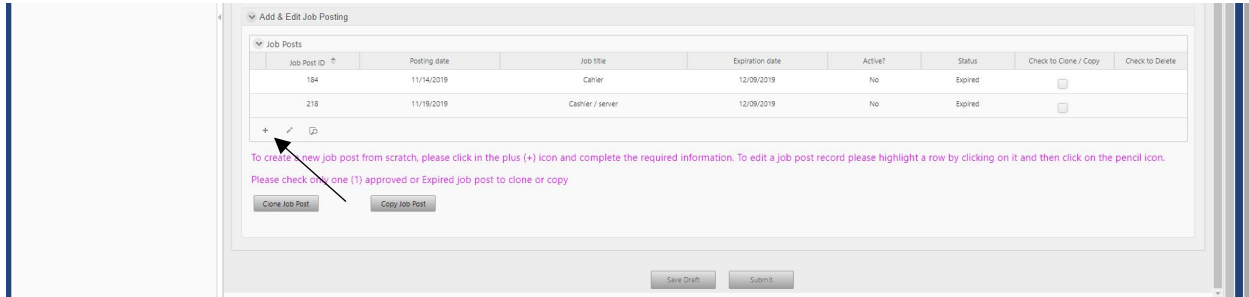 Add & Edit Job Posting
Job Posts
Job Post ID Posting date Job title Expiration date Active? Status Check to Clone / Copy Check to Delete
184 11/14/2019 Cahier 12/09/2019 No Expired
218 11/19/2019 Cashier / server 12/09/2019 No Expired
To create a new job post from scratch, please click in the plus (+) icon and complete the required information. To edit a job post record please highlight a row by clicking on it and then click on the pencil icon.
Please check only one (1) approved or Expired job post to clone or copy
Clone Job Post Copy Job Post
Save Draft Submit